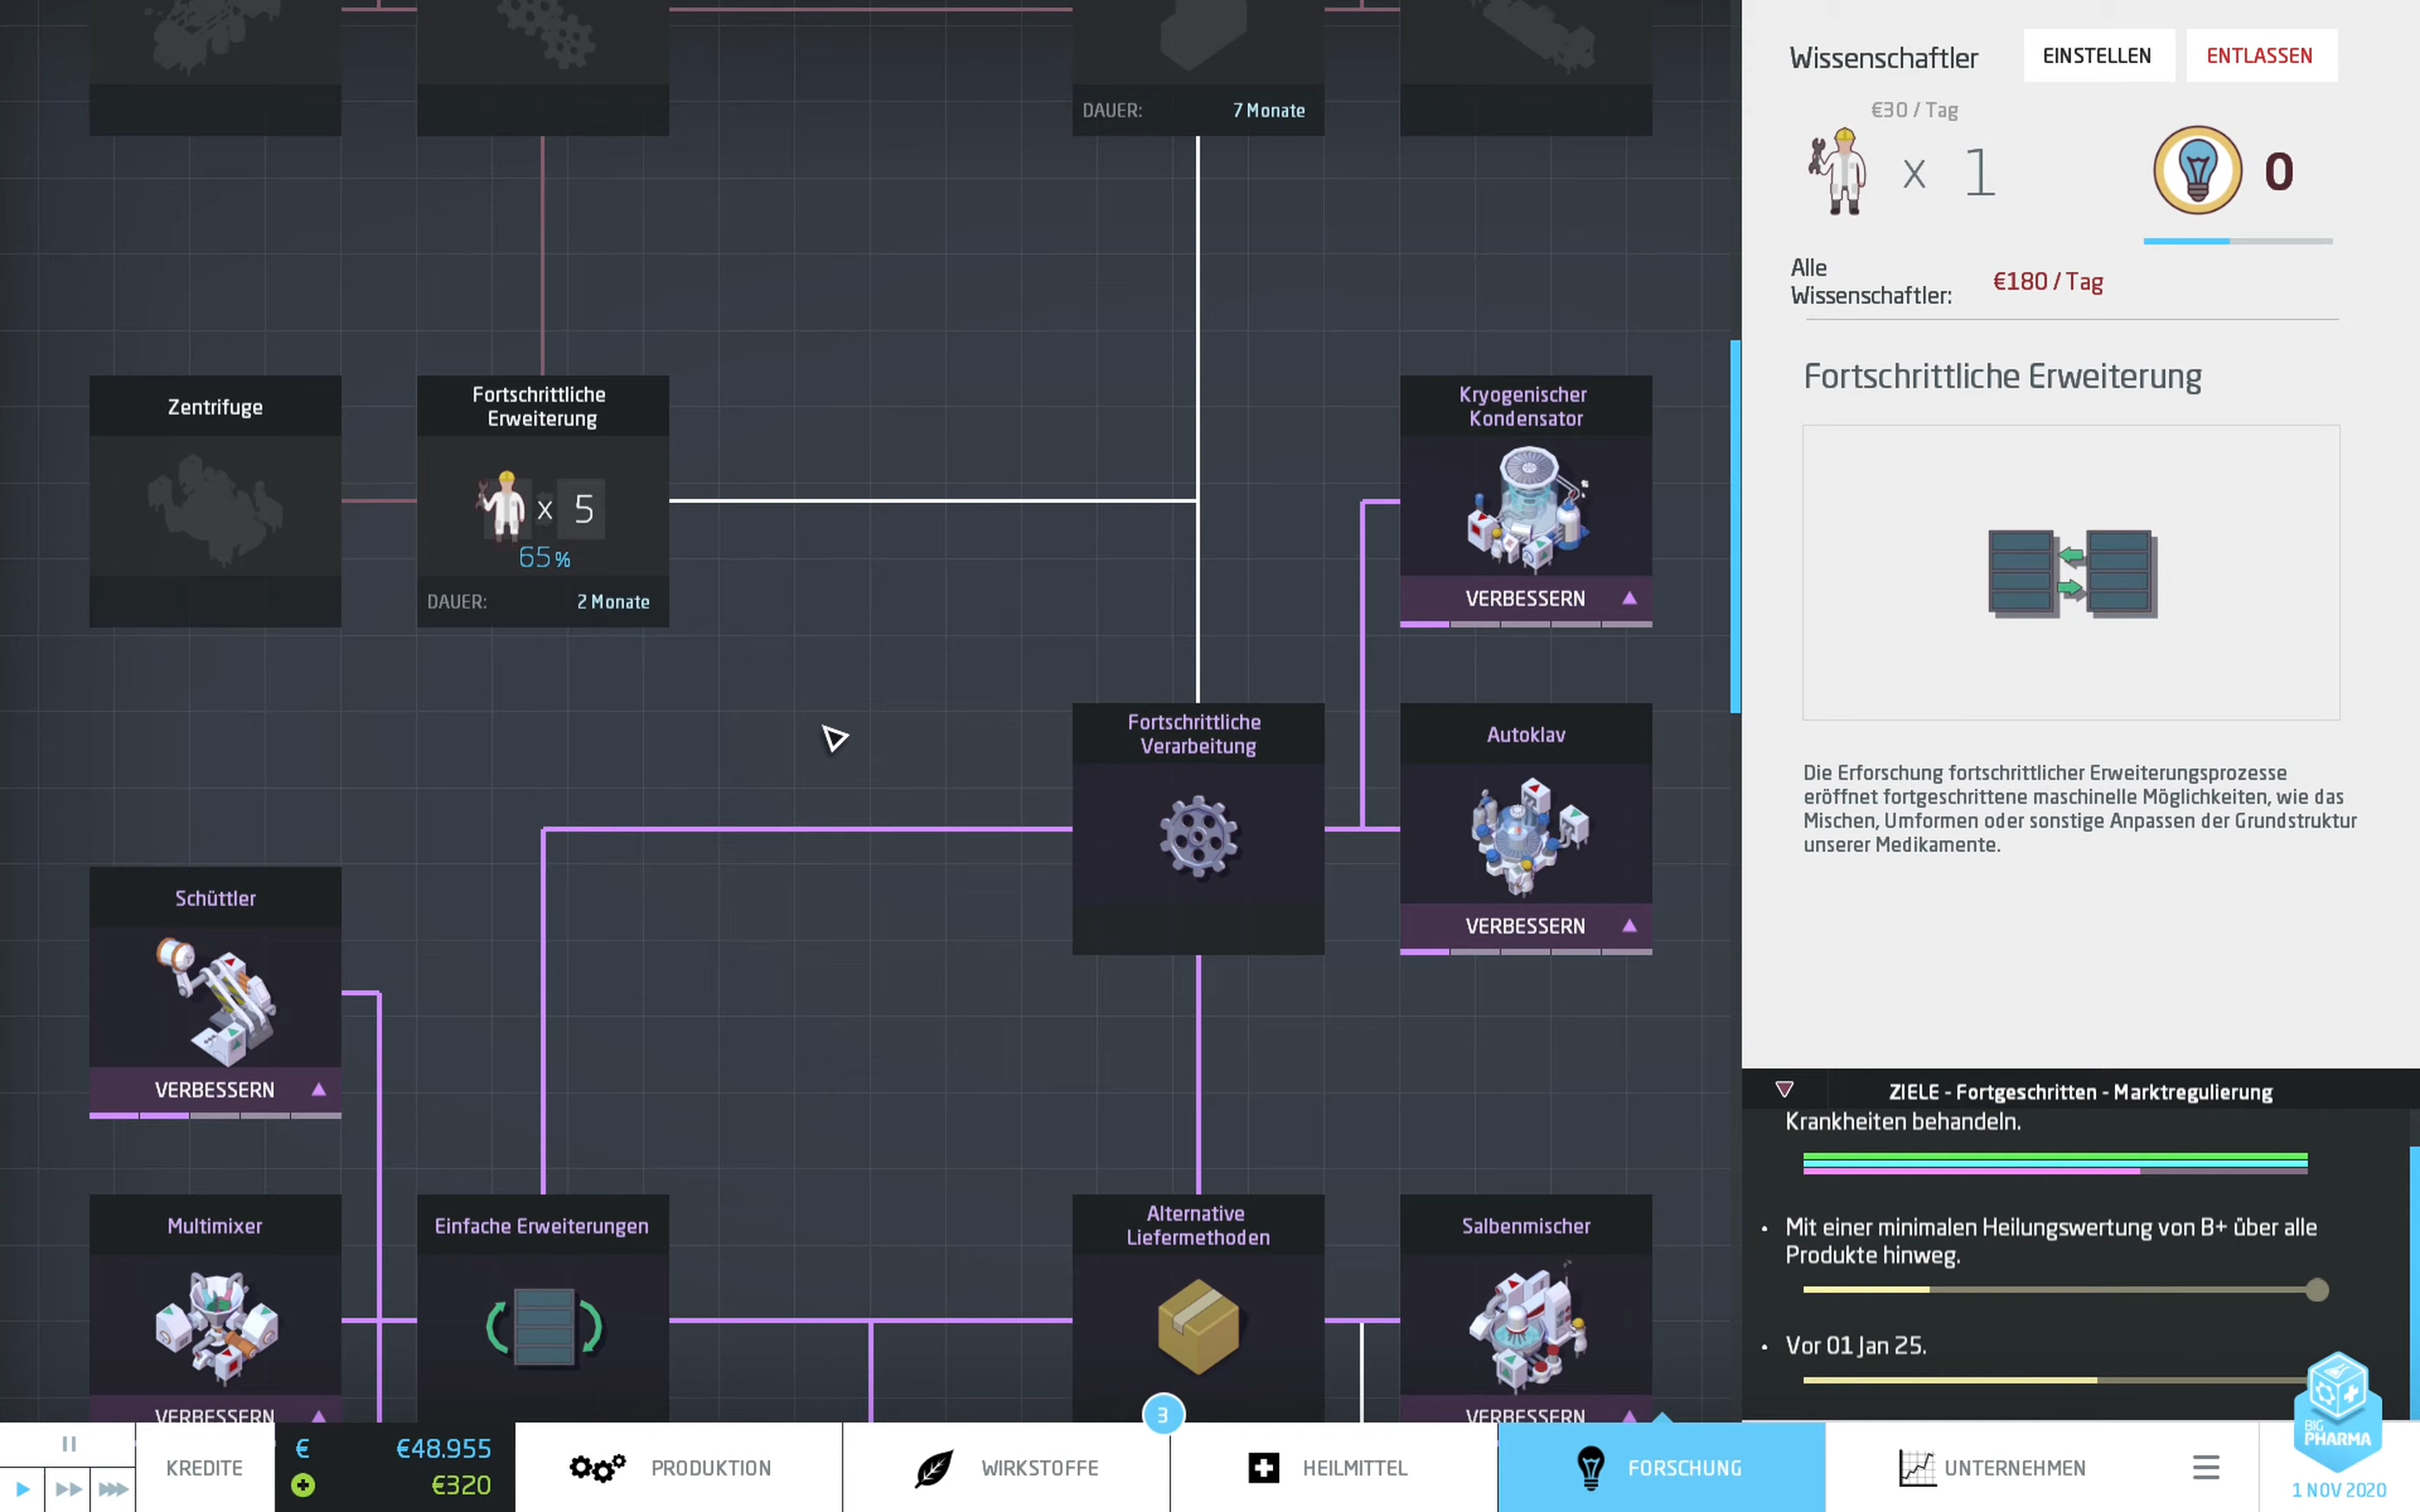 DAUER:
7 Monate
Zentrifuge
Fortschrittliche
Erweiterung
x 5
65%
DAUER:
2 Monate
Kryogenischer
Kondensator
VERBESSERN
Fortschrittliche
Verarbeitung
Autoklav
VERBESSERN
Schüttler
VERBESSERN
Multimixer
VERBESSERN
Einfache Erweiterungen
Alternative
Liefermethoden
Salbenmischer
VERBESSERN
Wissenschaftler
EINSTELLEN
ENTLASSEN
€30 / Tag
x 1
0
Alle
Wissenschaftler:
€180 / Tag
Fortschrittliche Erweiterung
Die Erforschung fortschrittlicher Erweiterungsprozesse
eröffnet fortgeschrittene maschinelle Möglichkeiten, wie das
Mischen, Umformen oder sonstige Anpassen der Grundstruktur
unserer Medikamente.
ZIELE - Fortgeschritten - Marktregulierung
Krankheiten behandeln.
• Mit einer minimalen Heilungswertung von B+ über alle
Produkte hinweg.
• Vor 01 Jan 25.
KREDITE
€ €48.955
€320
PRODUKTION
WIRKSTOFFE
3
HEILMITTEL
FORSCHUNG
UNTERNEHMEN
BIG
PHARMA
1 NOV 2020